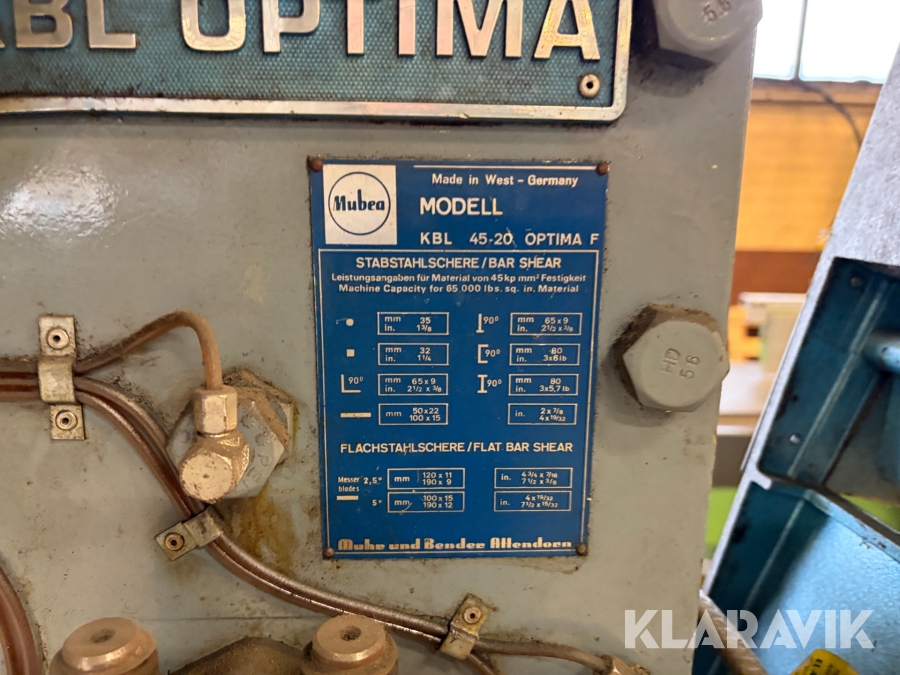 KBL OPTIMA
5.6
Mubea
Made in West - Germany
MODELL
KBL 45-20 OPTIMA F
STABSTAHLSCHERE/BAR SHEAR
Leistungsangaben für Material von 45 kp mm² Festigkeit
Machine Capacity for 65 000 lbs. sq. in. Material
mm 35
in. 1 3/8
90° mm 65 x 9
in. 2 1/2 x 3/8
mm 32
in. 1 1/4
90° mm 80
in. 3x6 lb
90° mm 65 x 9
in. 2 1/2 x 3/8
90° mm 80
in. 3x5,7 lb
mm 50 x 22
100 x 15
in. 2 x 7/8
4 x 19/32
FLACHSTAHLSCHERE/FLAT BAR SHEAR
Messer blades 2,5° mm 120 x 11
190 x 9
in. 4 3/4 x 7/16
7 1/2 x 3/8
5° mm 100 x 15
190 x 12
in. 4 x 19/32
7 1/2 x 15/32
Muhr und Bender Attendorn
HD
5 6
KLARAVIK